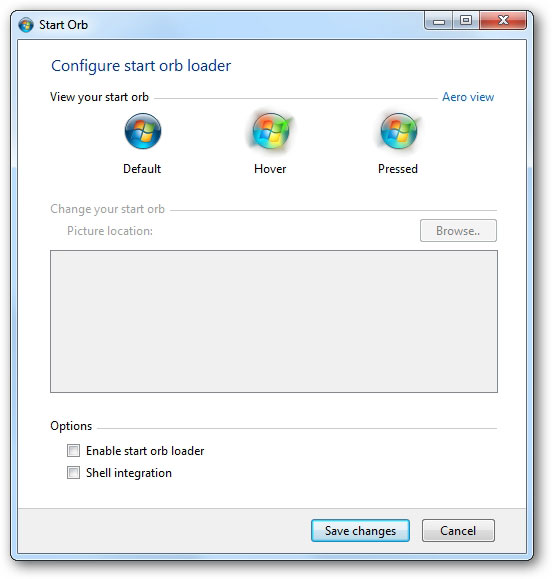 Start Orb
Configure start orb loader
View your start orb Aero view
Default Hover Pressed
Change your start orb
Picture location: Browse..
Options
Enable start orb loader
Shell integration
Save changes Cancel